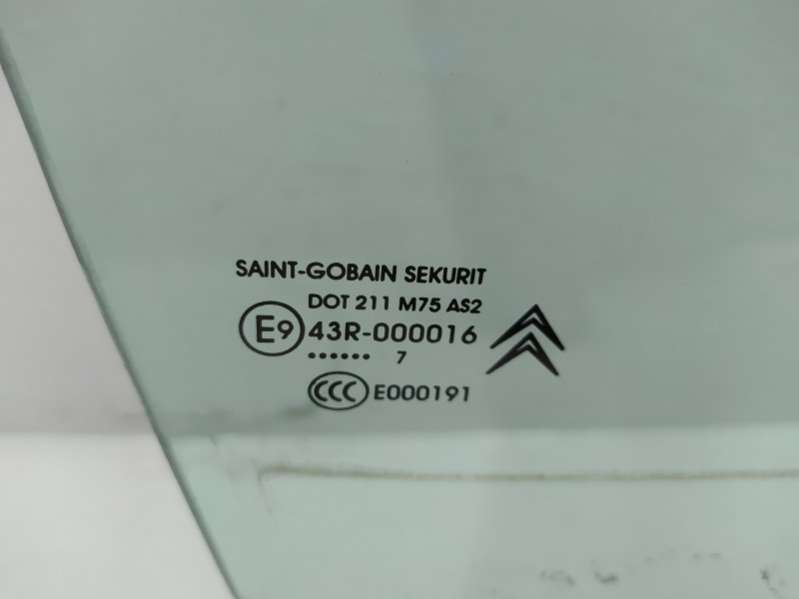 SAINT-GOBAIN SEKURIT
DOT 211 M75 AS2
E9 43R-000016
•••••• 7
CCC E000191